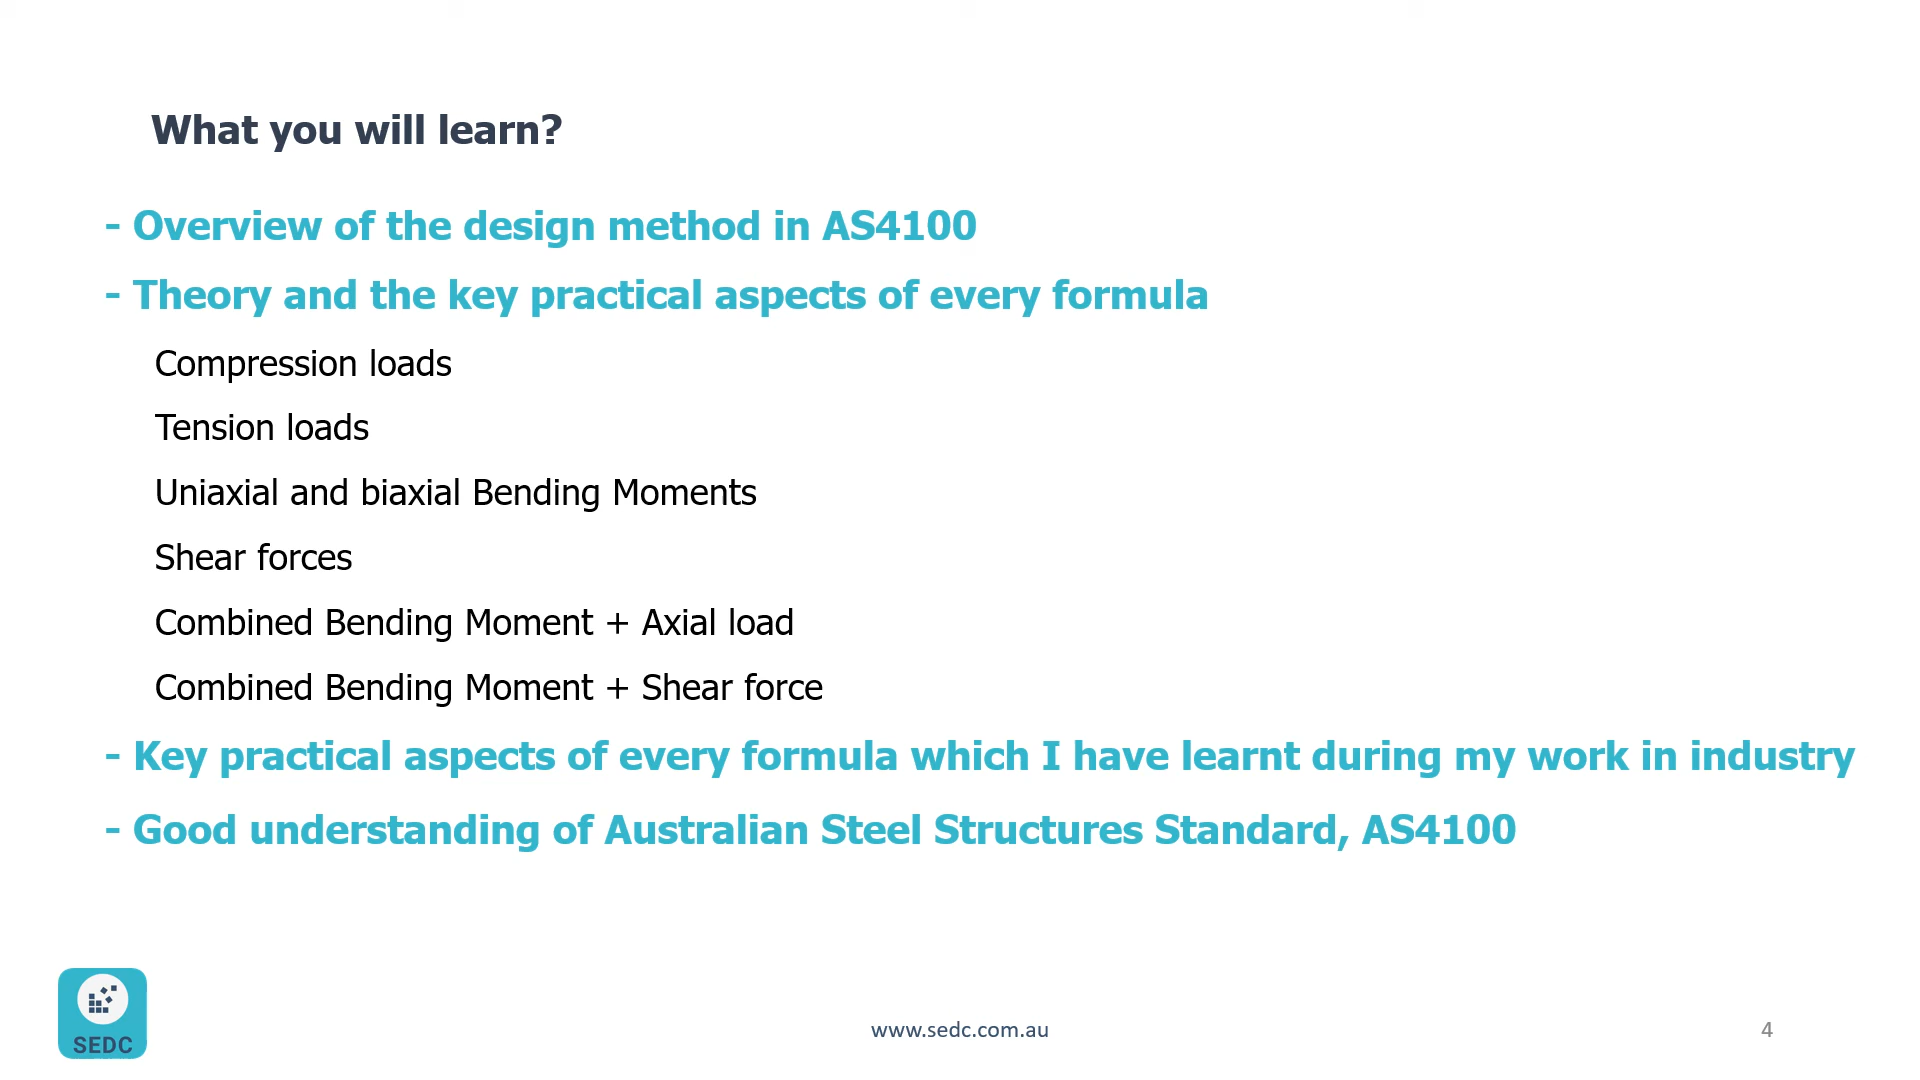 What you will learn?
- Overview of the design method in AS4100
- Theory and the key practical aspects of every formula
Compression loads
Tension loads
Uniaxial and biaxial Bending Moments
Shear forces
Combined Bending Moment + Axial load
Combined Bending Moment + Shear force
- Key practical aspects of every formula which I have learnt during my work in industry
- Good understanding of Australian Steel Structures Standard, AS4100
SEDC
www.sedc.com.au
4